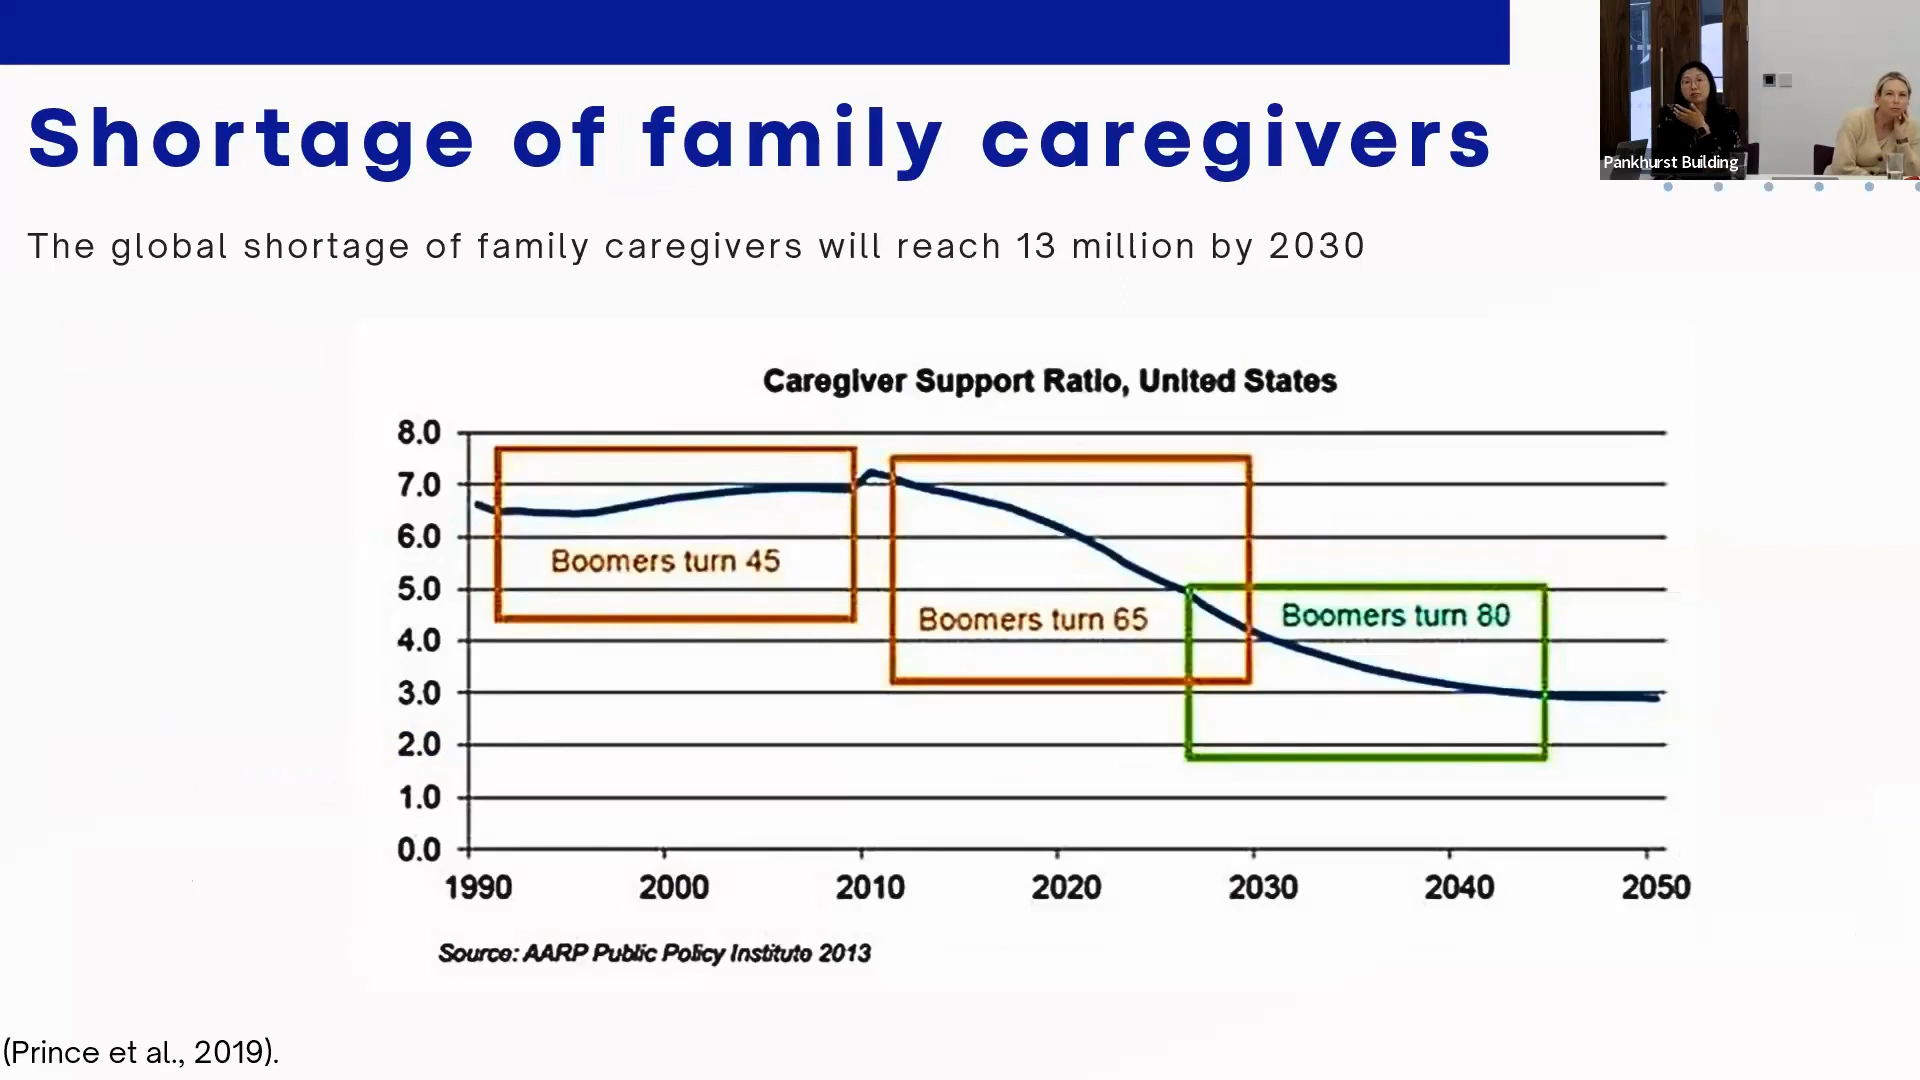 Shortage of family caregivers
Pankhurst Building
The global shortage of family caregivers will reach 13 million by 2030
Caregiver Support Ratio, United States
8.0
7.0
6.0
Boomers turn 45
5.0
Boomers turn 65
Boomers turn 80
4.0
3.0
2.0
1.0
0.0
1990 2000 2010 2020 2030 2040 2050
Source: AARP Public Policy Institute 2013
(Prince et al., 2019).